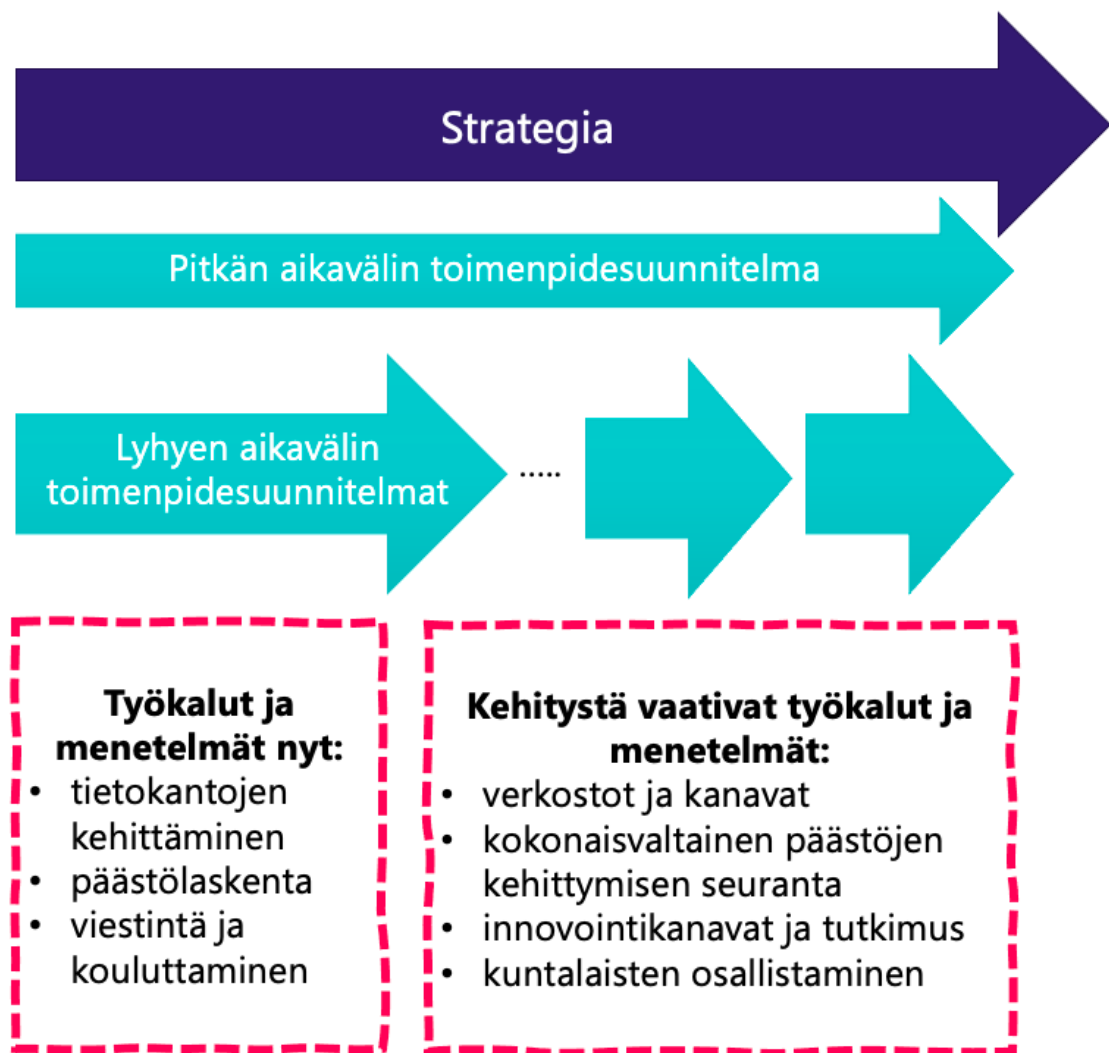 Strategia
Pitkän aikavälin toimenpidesuunnitelma
Lyhyen aikavälin
toimenpidesuunnitelmat
.....
Työkalut ja
menetelmät nyt:
• tietokantojen
kehittäminen
• päästölaskenta
• viestintä ja
kouluttaminen
Kehitystä vaativat työkalut ja
menetelmät:
• verkostot ja kanavat
• kokonaisvaltainen päästöjen
kehittymisen seuranta
• innovointikanavat ja tutkimus
• kuntalaisten osallistaminen